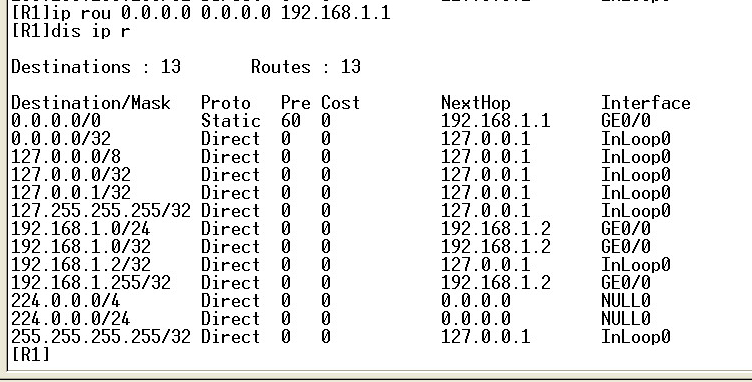 [R1]ip rou 0.0.0.0 0.0.0.0 192.168.1.1
[R1]dis ip r
Destinations : 13 Routes : 13
Destination/Mask Proto Pre Cost NextHop Interface
0.0.0.0/0 Static 60 0 192.168.1.1 GE0/0
0.0.0.0/32 Direct 0 0 127.0.0.1 InLoop0
127.0.0.0/8 Direct 0 0 127.0.0.1 InLoop0
127.0.0.0/32 Direct 0 0 127.0.0.1 InLoop0
127.0.0.1/32 Direct 0 0 127.0.0.1 InLoop0
127.255.255.255/32 Direct 0 0 127.0.0.1 InLoop0
192.168.1.0/24 Direct 0 0 192.168.1.2 GE0/0
192.168.1.0/32 Direct 0 0 192.168.1.2 GE0/0
192.168.1.2/32 Direct 0 0 127.0.0.1 InLoop0
192.168.1.255/32 Direct 0 0 192.168.1.2 GE0/0
224.0.0.0/4 Direct 0 0 0.0.0.0 NULL0
224.0.0.0/24 Direct 0 0 0.0.0.0 NULL0
255.255.255.255/32 Direct 0 0 127.0.0.1 InLoop0
[R1]